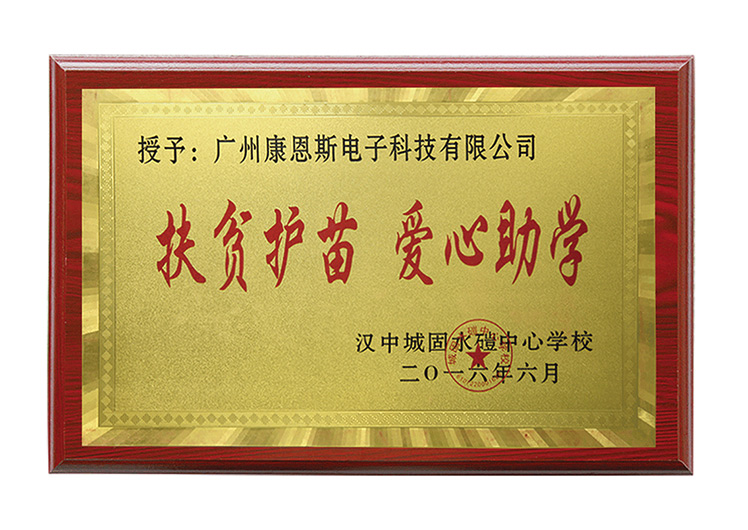 授予：广州康恩斯电子科技有限公司
扶贫护苗 爱心助学
汉中城固水硙中心学校
二〇一六年六月